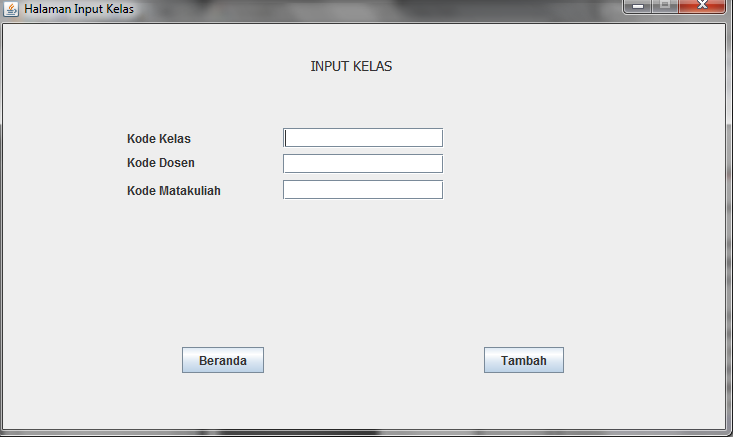 Halaman Input Kelas
INPUT KELAS
Kode Kelas
Kode Dosen
Kode Matakuliah
Beranda
Tambah